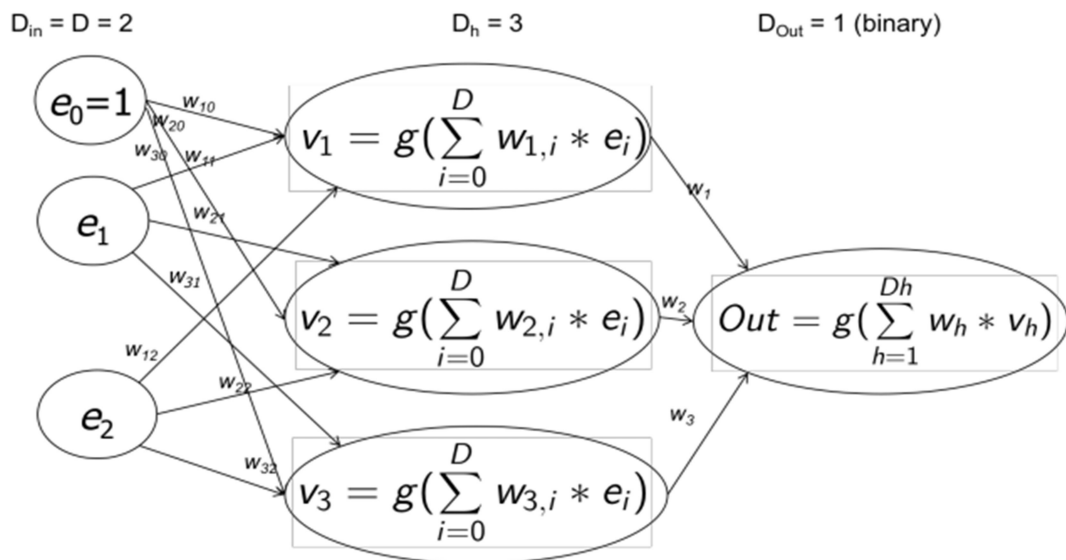 D_in = D = 2
D_h = 3
D_Out = 1 (binary)
e_0=1
e_1
e_2
w_10
w_20
w_30
w_11
w_21
w_31
w_12
w_22
w_32
v_1 = g(∑_{i=0}^{D} w_{1,i} * e_i)
v_2 = g(∑_{i=0}^{D} w_{2,i} * e_i)
v_3 = g(∑_{i=0}^{D} w_{3,i} * e_i)
w_1
w_2
w_3
Out = g(∑_{h=1}^{Dh} w_h * v_h)